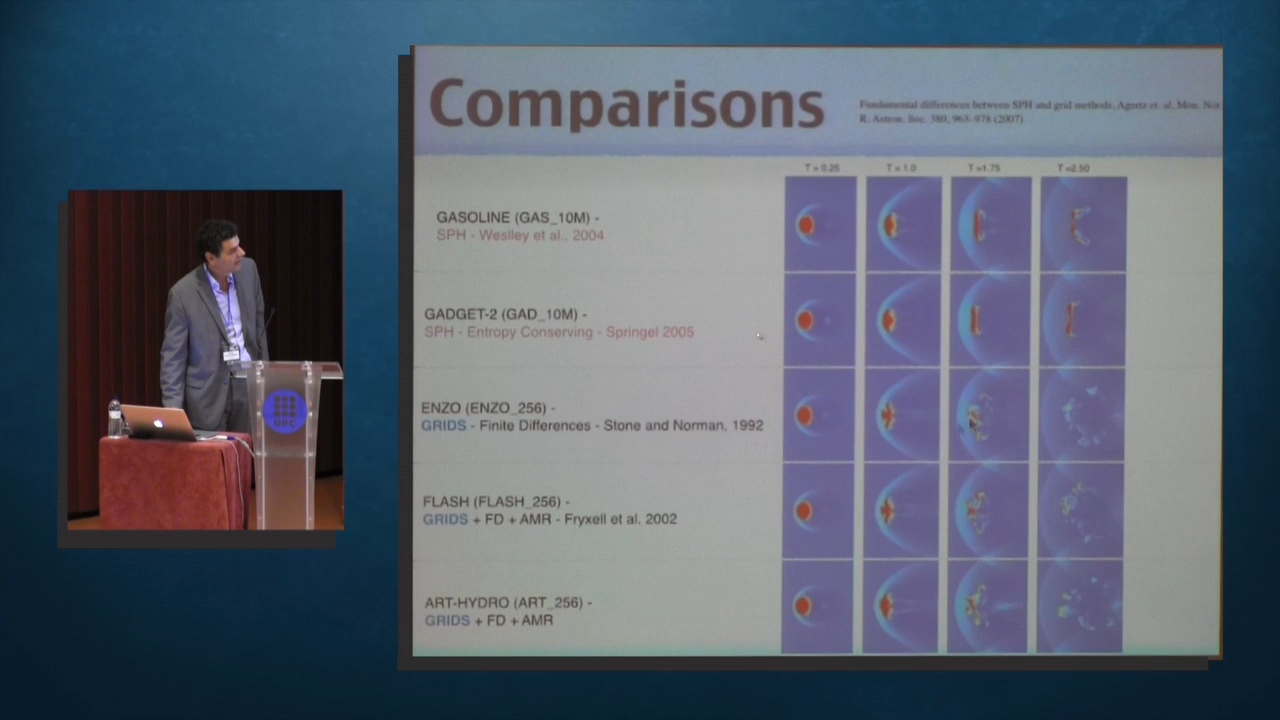 Comparisons
Fundamental differences between SPH and grid methods, Agertz et. al, Mon. Not.
R. Astron. Soc. 380, 963–978 (2007)
T = 0.25 T = 1.0 T =1.75 T =2.50
GASOLINE (GAS_10M) -
SPH - Weslley et al., 2004
GADGET-2 (GAD_10M) -
SPH - Entropy Conserving - Springel 2005
ENZO (ENZO_256) -
GRIDS - Finite Differences - Stone and Norman, 1992
FLASH (FLASH_256) -
GRIDS + FD + AMR - Fryxell et al. 2002
ART-HYDRO (ART_256) -
GRIDS + FD + AMR
UPC